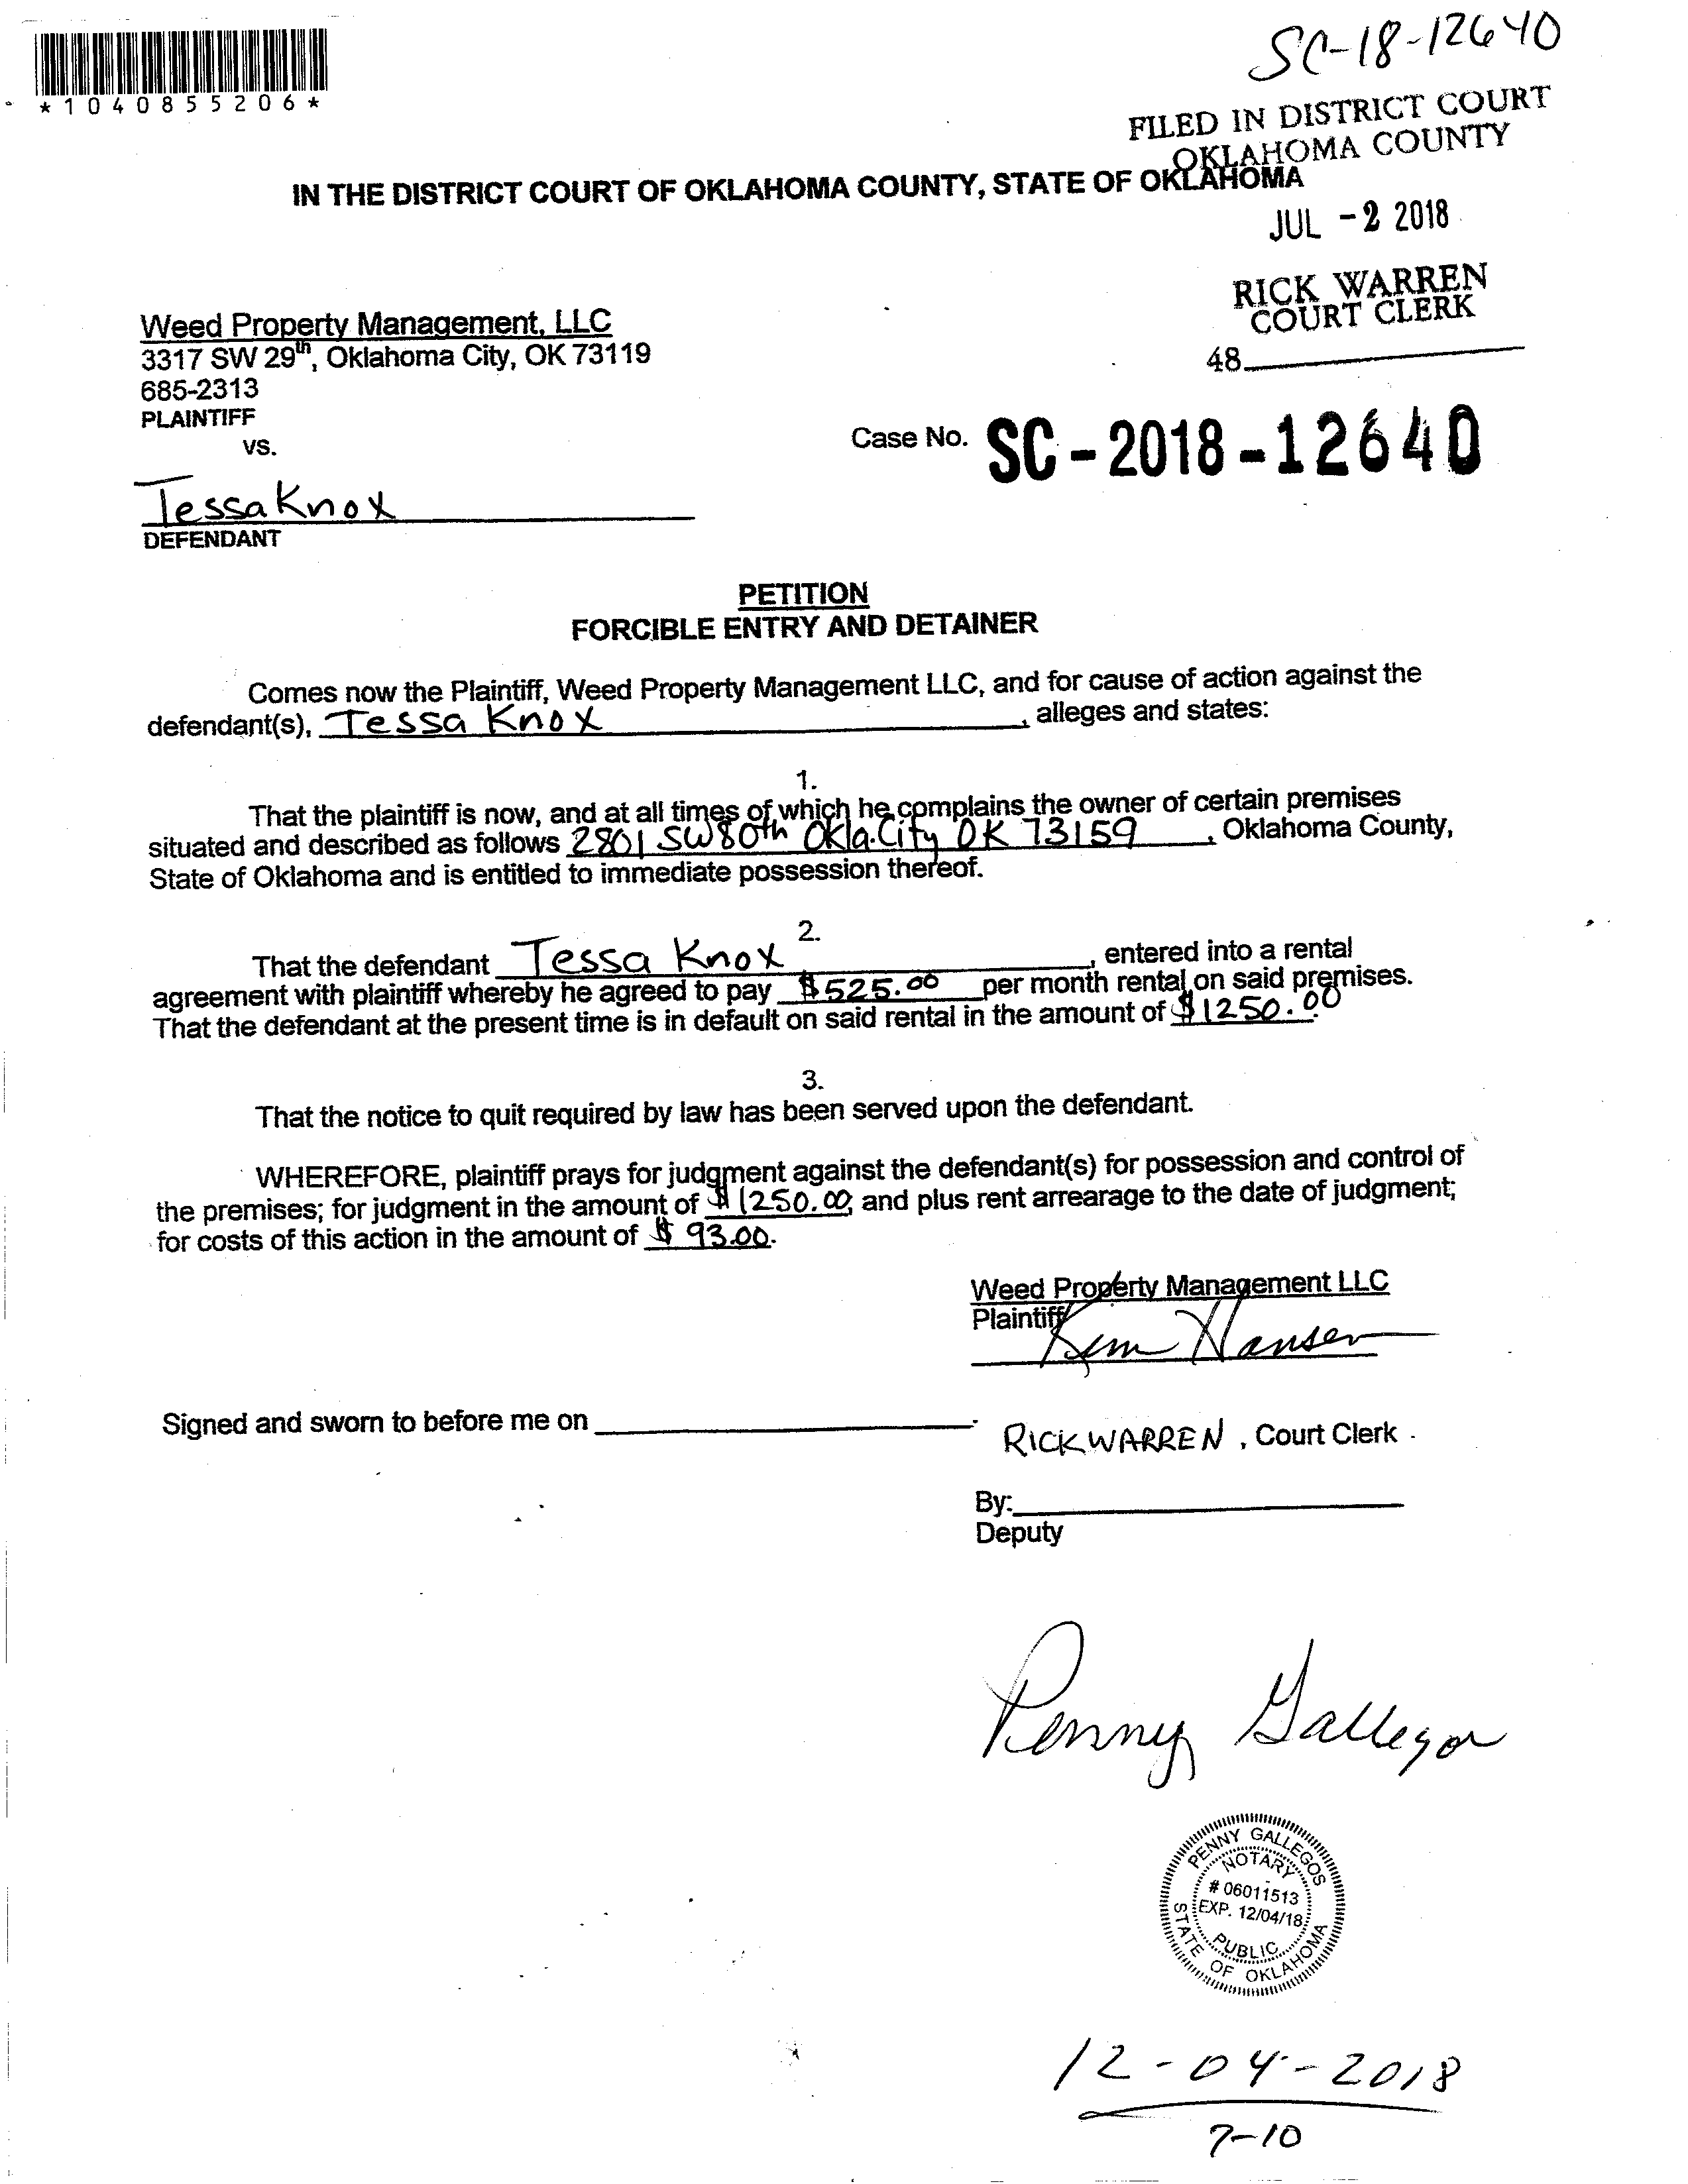 SC-18-12640
*1040855206*
FILED IN DISTRICT COURT
OKLAHOMA COUNTY
IN THE DISTRICT COURT OF OKLAHOMA COUNTY, STATE OF OKLAHOMA
JUL -2 2018
RICK WARREN
COURT CLERK
48
Weed Property Management, LLC
3317 SW 29th, Oklahoma City, OK 73119
685-2313
PLAINTIFF
VS.
Case No. SC-2018-12640
Tessa Knox
DEFENDANT
PETITION
FORCIBLE ENTRY AND DETAINER
Comes now the Plaintiff, Weed Property Management LLC, and for cause of action against the
defendant(s), Tessa Knox, alleges and states:
1.
That the plaintiff is now, and at all times of which he complains the owner of certain premises
situated and described as follows 2801 SW 80th Okla.City OK 73159, Oklahoma County,
State of Oklahoma and is entitled to immediate possession thereof.
2.
That the defendant Tessa Knox, entered into a rental
agreement with plaintiff whereby he agreed to pay $525.00 per month rental on said premises.
That the defendant at the present time is in default on said rental in the amount of $1250.00
3.
That the notice to quit required by law has been served upon the defendant.
WHEREFORE, plaintiff prays for judgment against the defendant(s) for possession and control of
the premises; for judgment in the amount of $1250.00, and plus rent arrearage to the date of judgment;
for costs of this action in the amount of $ 93.00.
Weed Property Management LLC
Plaintiff
Kim Hansen
Signed and sworn to before me on
RICK WARREN, Court Clerk
By:
Deputy
Penny Gallegos
PENNY GALLEGOS
NOTARY
# 06011513
EXP. 12/04/18
PUBLIC
STATE OF OKLAHOMA
12-04-2018
7-10